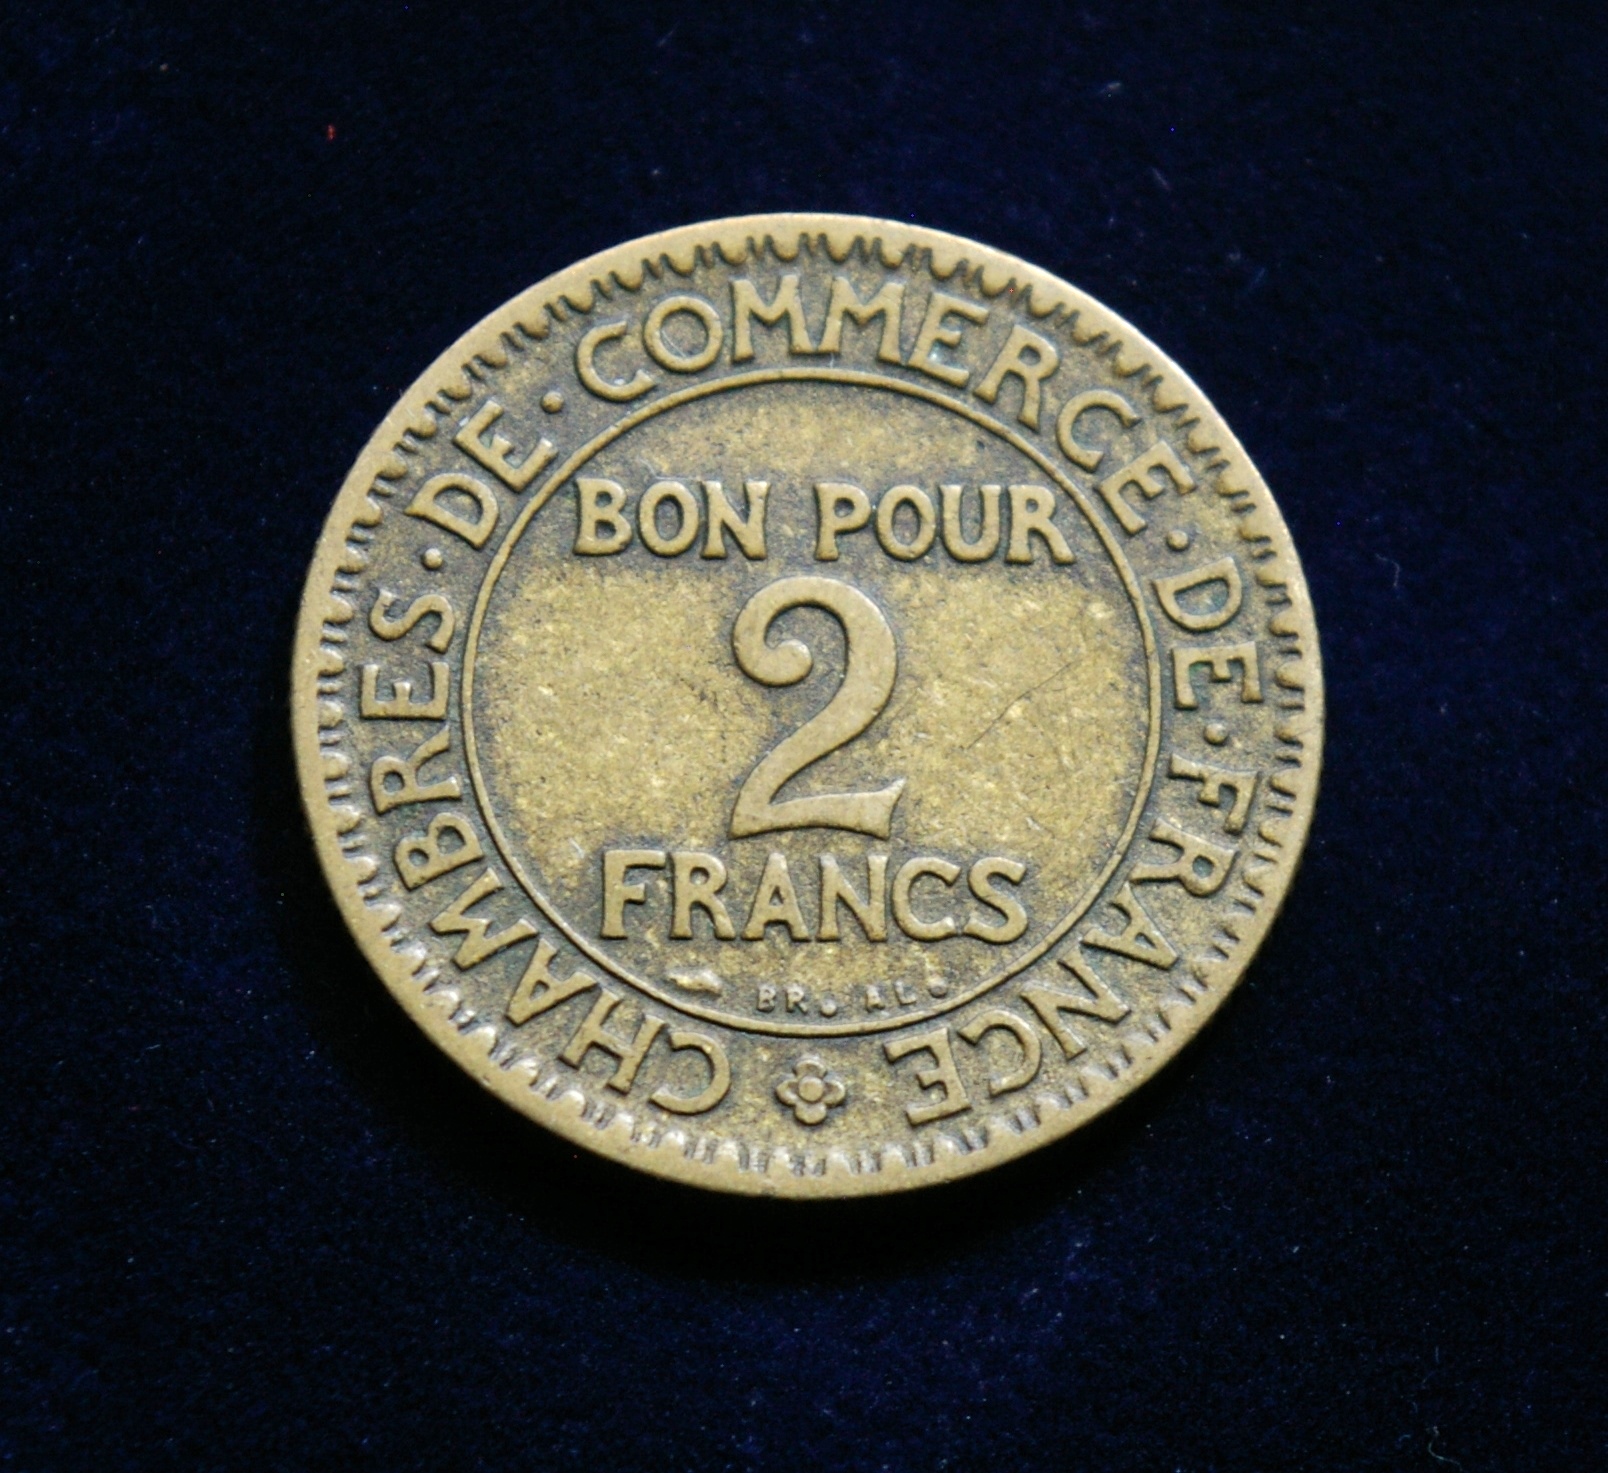 CHAMBRES · DE · COMMERCE · DE · FRANCE
BON POUR
2
FRANCS
BR. AL.